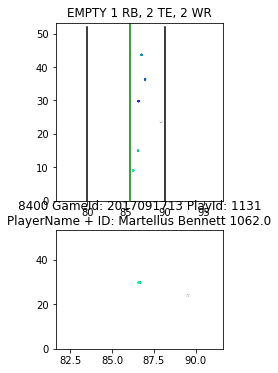 EMPTY 1 RB, 2 TE, 2 WR
50
40
30
20
10
0
80 85 90 95
8400 GameId: 2017091713 PlayId: 1131
PlayerName + ID: Martellus Bennett 1062.0
40
20
0
82.5 85.0 87.5 90.0